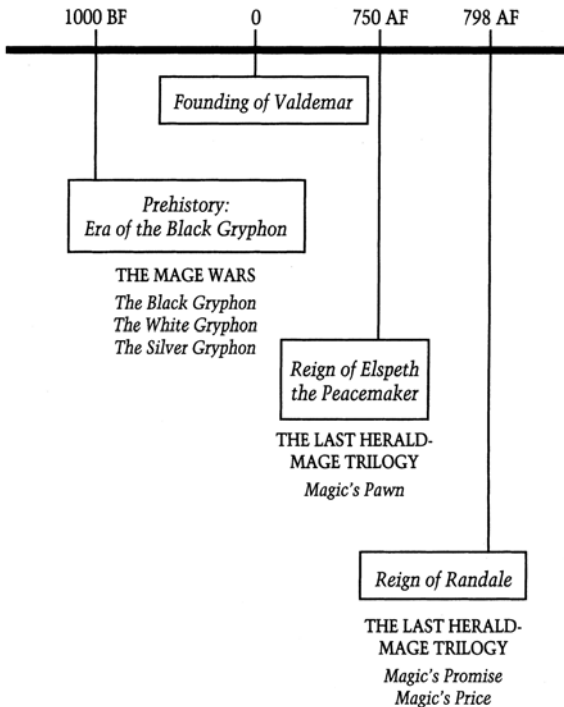 1000 BF 0 750 AF 798 AF
Founding of Valdemar
Prehistory:
Era of the Black Gryphon
THE MAGE WARS
The Black Gryphon
The White Gryphon
The Silver Gryphon
Reign of Elspeth
the Peacemaker
THE LAST HERALD-
MAGE TRILOGY
Magic's Pawn
Reign of Randale
THE LAST HERALD-
MAGE TRILOGY
Magic's Promise
Magic's Price